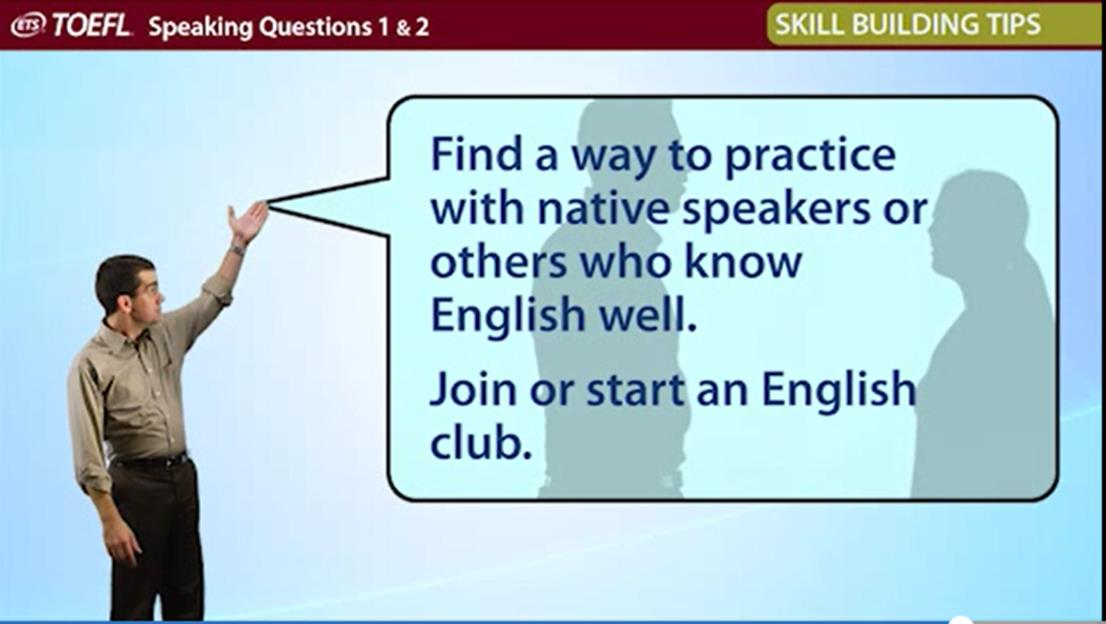 ETS TOEFL Speaking Questions 1 & 2
SKILL BUILDING TIPS
Find a way to practice
with native speakers or
others who know
English well.
Join or start an English
club.